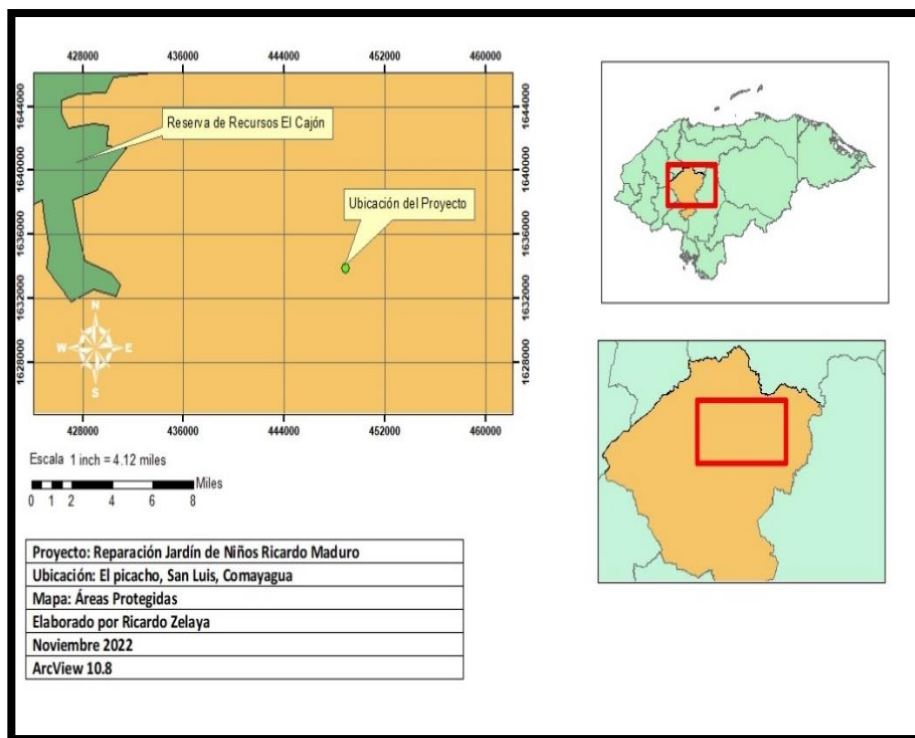 428000 436000 444000 452000 460000
1644000 1644000
Reserva de Recursos El Cajón
1640000 1640000
Ubicación del Proyecto
1636000 1636000
1632000 1632000
N
W E
S
1628000 1628000
428000 436000 444000 452000 460000
Escala 1 inch = 4.12 miles
Miles
0 1 2 4 6 8
Proyecto: Reparación Jardín de Niños Ricardo Maduro
Ubicación: El picacho, San Luis, Comayagua
Mapa: Áreas Protegidas
Elaborado por Ricardo Zelaya
Noviembre 2022
ArcView 10.8